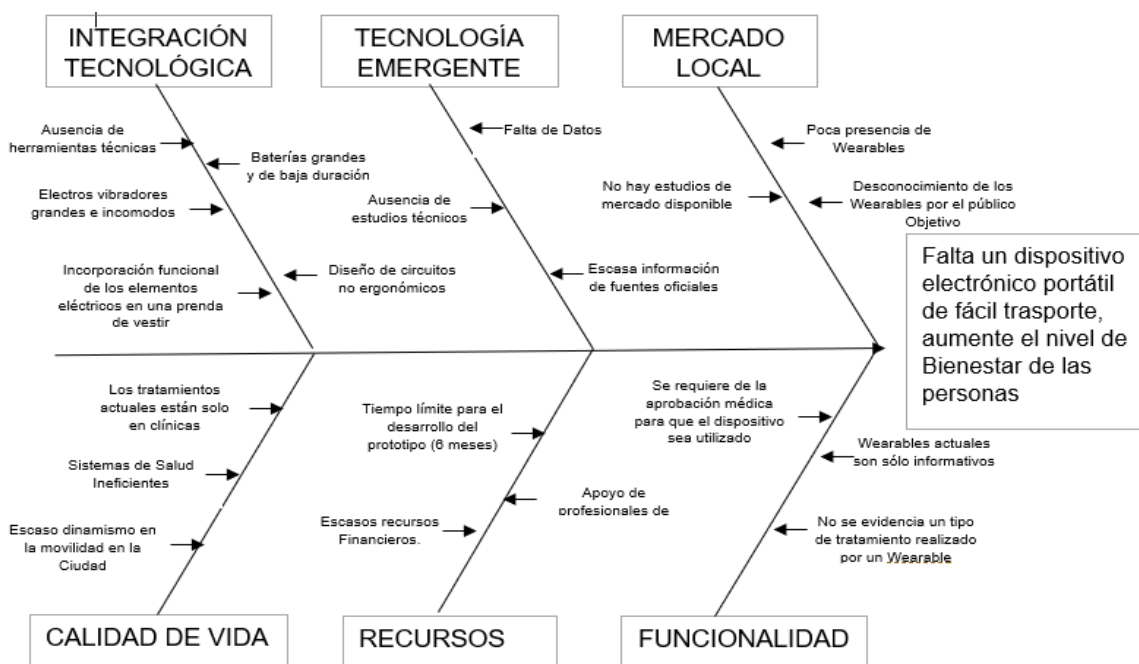 INTEGRACIÓN
TECNOLÓGICA
TECNOLOGÍA
EMERGENTE
MERCADO
LOCAL
Ausencia de
herramientas técnicas
Baterías grandes
y de baja duración
Electros vibradores
grandes e incomodos
Incorporación funcional
de los elementos
eléctricos en una prenda
de vestir
Diseño de circuitos
no ergonómicos
Falta de Datos
Ausencia de
estudios técnicos
Escasa información
de fuentes oficiales
Poca presencia de
Wearables
No hay estudios de
mercado disponible
Desconocimiento de los
Wearables por el público
Objetivo
Falta un dispositivo
electrónico portátil
de fácil trasporte,
aumente el nivel de
Bienestar de las
personas
Los tratamientos
actuales están solo
en clínicas
Sistemas de Salud
Ineficientes
Escaso dinamismo en
la movilidad en la
Ciudad
Tiempo límite para el
desarrollo del
prototipo (6 meses)
Apoyo de
profesionales de
Escasos recursos
Financieros.
Se requiere de la
aprobación médica
para que el dispositivo
sea utilizado
Wearables actuales
son sólo informativos
No se evidencia un tipo
de tratamiento realizado
por un Wearable
CALIDAD DE VIDA
RECURSOS
FUNCIONALIDAD